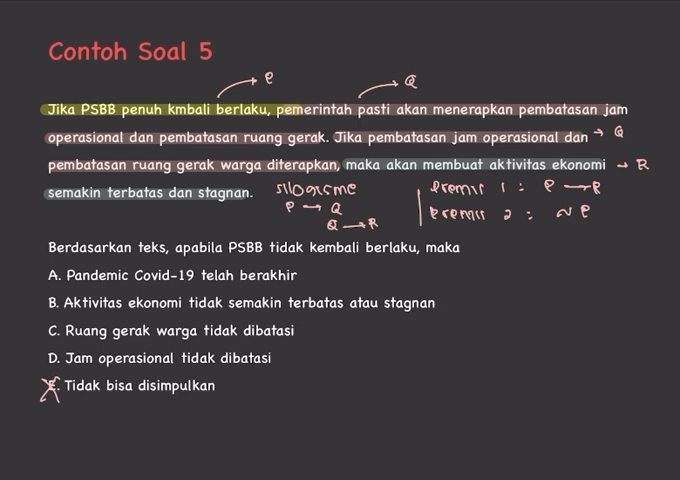 Contoh Soal 5
P
Q
Jika PSBB penuh kmbali berlaku, pemerintah pasti akan menerapkan pembatasan jam
operasional dan pembatasan ruang gerak. Jika pembatasan jam operasional dan → Q
pembatasan ruang gerak warga diterapkan, maka akan membuat aktivitas ekonomi → R
semakin terbatas dan stagnan.
silogisme
P → Q
Q → R
Premis 1 : P → R
Premis 2 : ~P
Berdasarkan teks, apabila PSBB tidak kembali berlaku, maka
A. Pandemic Covid-19 telah berakhir
B. Aktivitas ekonomi tidak semakin terbatas atau stagnan
C. Ruang gerak warga tidak dibatasi
D. Jam operasional tidak dibatasi
E. Tidak bisa disimpulkan